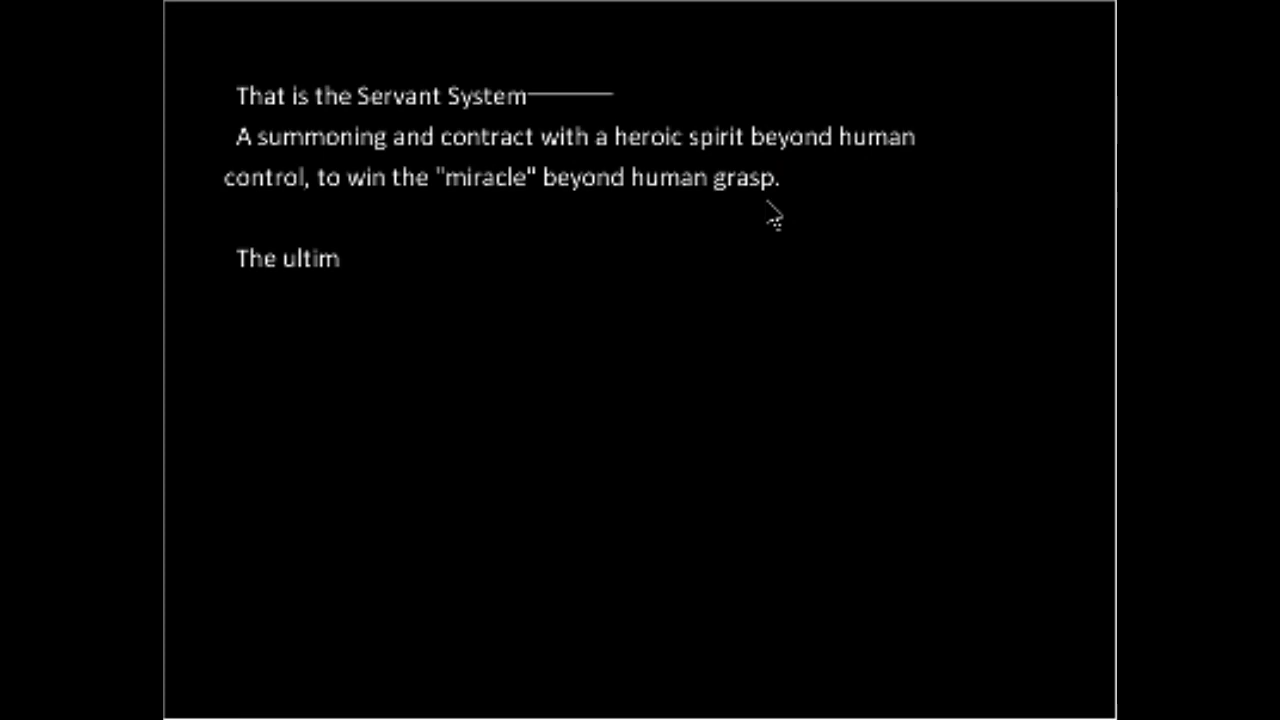 That is the Servant System———
A summoning and contract with a heroic spirit beyond human
control, to win the "miracle" beyond human grasp.
The ultim